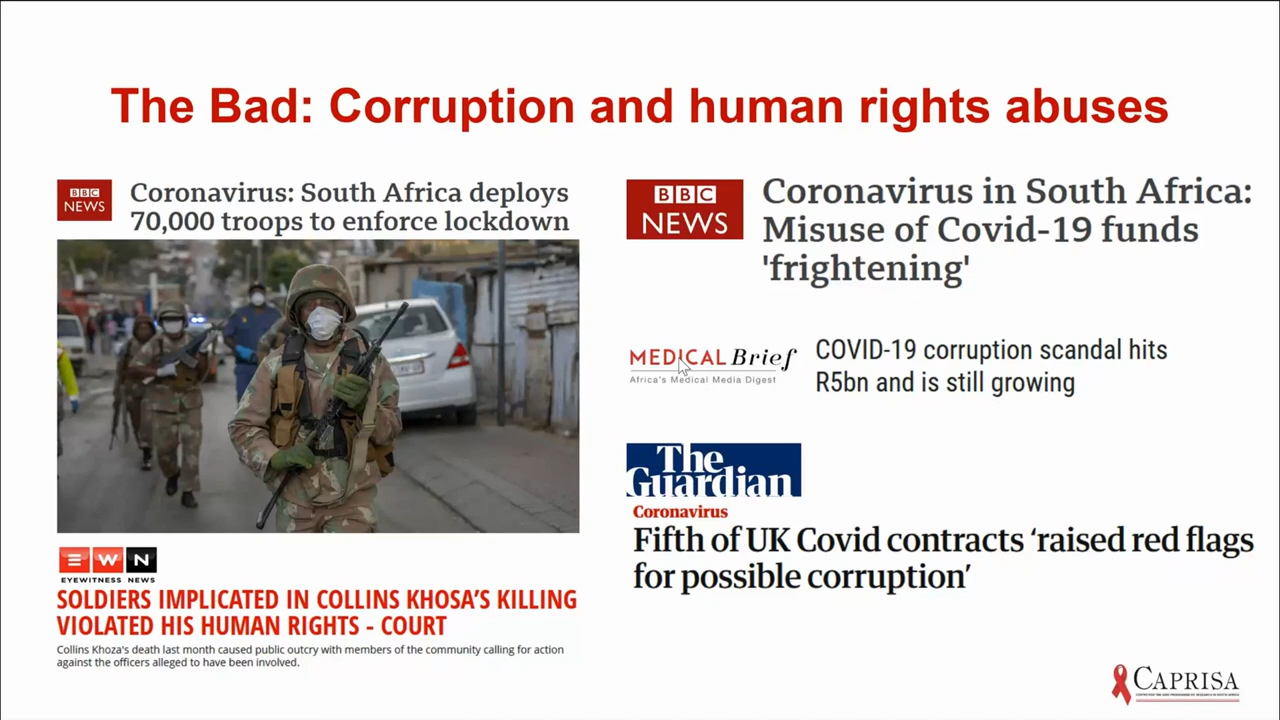 The Bad: Corruption and human rights abuses
BBC
NEWS
Coronavirus: South Africa deploys
70,000 troops to enforce lockdown
EWN
EYEWITNESS NEWS
SOLDIERS IMPLICATED IN COLLINS KHOSA'S KILLING
VIOLATED HIS HUMAN RIGHTS - COURT
Collins Khoza's death last month caused public outcry with members of the community calling for action
against the officers alleged to have been involved.
BBC
NEWS
Coronavirus in South Africa:
Misuse of Covid-19 funds
'frightening'
MEDICAL Brief
Africa's Medical Media Digest
COVID-19 corruption scandal hits
R5bn and is still growing
The
Guardian
Coronavirus
Fifth of UK Covid contracts ‘raised red flags
for possible corruption’
CAPRISA